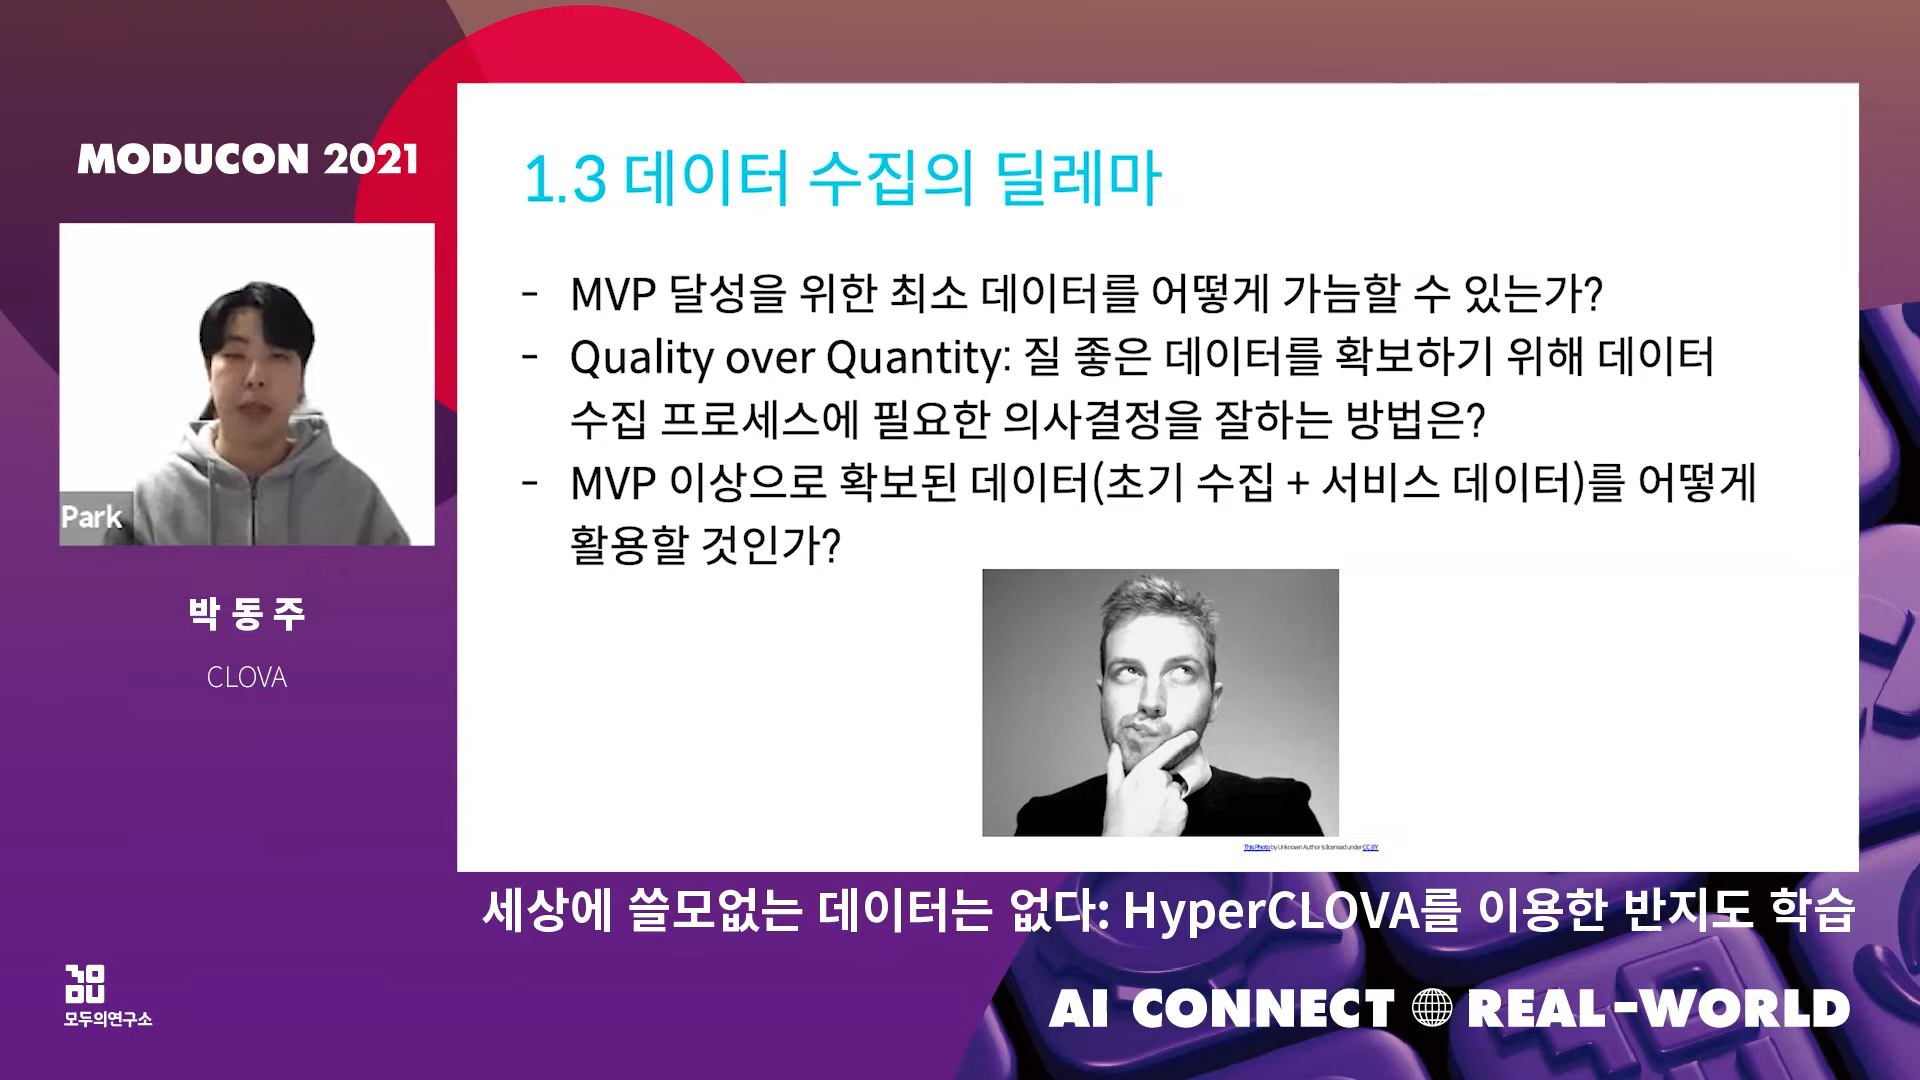 MODUCON 2021
Park
박동주
CLOVA
1.3 데이터 수집의 딜레마
- MVP 달성을 위한 최소 데이터를 어떻게 가늠할 수 있는가?
- Quality over Quantity: 질 좋은 데이터를 확보하기 위해 데이터
수집 프로세스에 필요한 의사결정을 잘하는 방법은?
- MVP 이상으로 확보된 데이터(초기 수집 + 서비스 데이터)를 어떻게
활용할 것인가?
This Photo by Unknown Author is licensed under CC BY
세상에 쓸모없는 데이터는 없다: HyperCLOVA를 이용한 반지도 학습
모두의연구소
AI CONNECT REAL-WORLD